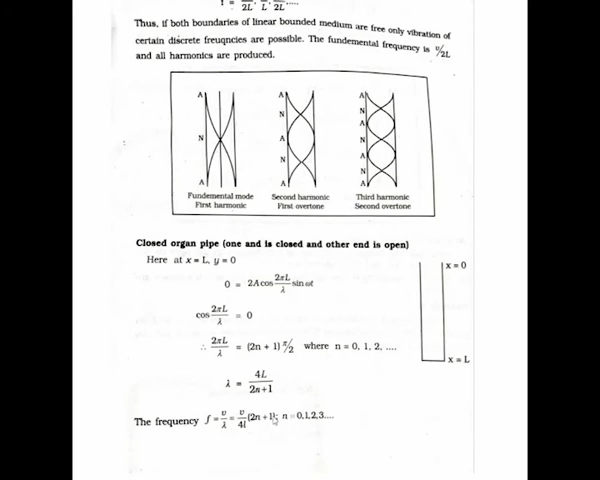 f = 2L, L, 2L .....
Thus, if both boundaries of linear bounded medium are free only vibration of
certain discrete freuqncies are possible. The fundemental frequency is v/2L
and all harmonics are produced.
A A A
N N N
A A A
N N
A A
N
A A A
Fundemental mode Second harmonic Third harmonic
First harmonic First overtone Second overtone
Closed organ pipe (one and is closed and other end is open)
Here at x = L, y = 0
x = 0
0 = 2A cos 2πL/λ sin ωt
cos 2πL/λ = 0
∴ 2πL/λ = (2n + 1) π/2 where n = 0, 1, 2, ....
x = L
λ = 4L/2n+1
The frequency f = v/λ = v/4l (2n + 1); n = 0,1,2,3....